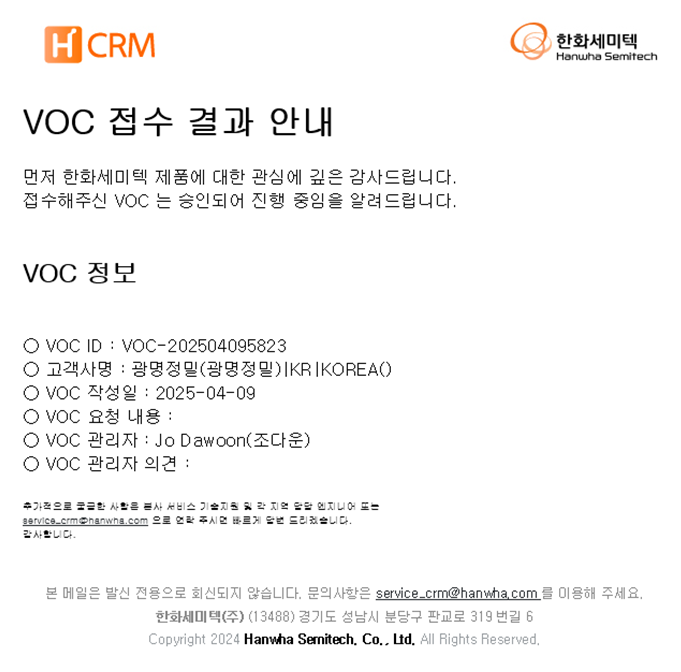 H CRM
한화세미텍
Hanwha Semitech
VOC 접수 결과 안내
먼저 한화세미텍 제품에 대한 관심에 깊은 감사드립니다.
접수해주신 VOC 는 승인되어 진행 중임을 알려드립니다.
VOC 정보
○ VOC ID : VOC-202504095823
○ 고객사명 : 광명정밀(광명정밀)|KR|KOREA()
○ VOC 작성일 : 2025-04-09
○ VOC 요청 내용 :
○ VOC 관리자 : Jo Dawoon(조다운)
○ VOC 관리자 의견 :
추가적으로 궁금한 사항은 본사 서비스 기술지원 및 각 지역 담당 엔지니어 또는
service_crm@hanwha.com 으로 연락 주시면 빠르게 답변 드리겠습니다.
감사합니다.
본 메일은 발신 전용으로 회신되지 않습니다. 문의사항은 service_crm@hanwha.com 를 이용해 주세요.
한화세미텍(주) (13488) 경기도 성남시 분당구 판교로 319 번길 6
Copyright 2024 Hanwha Semitech. Co., Ltd. All Rights Reserved.